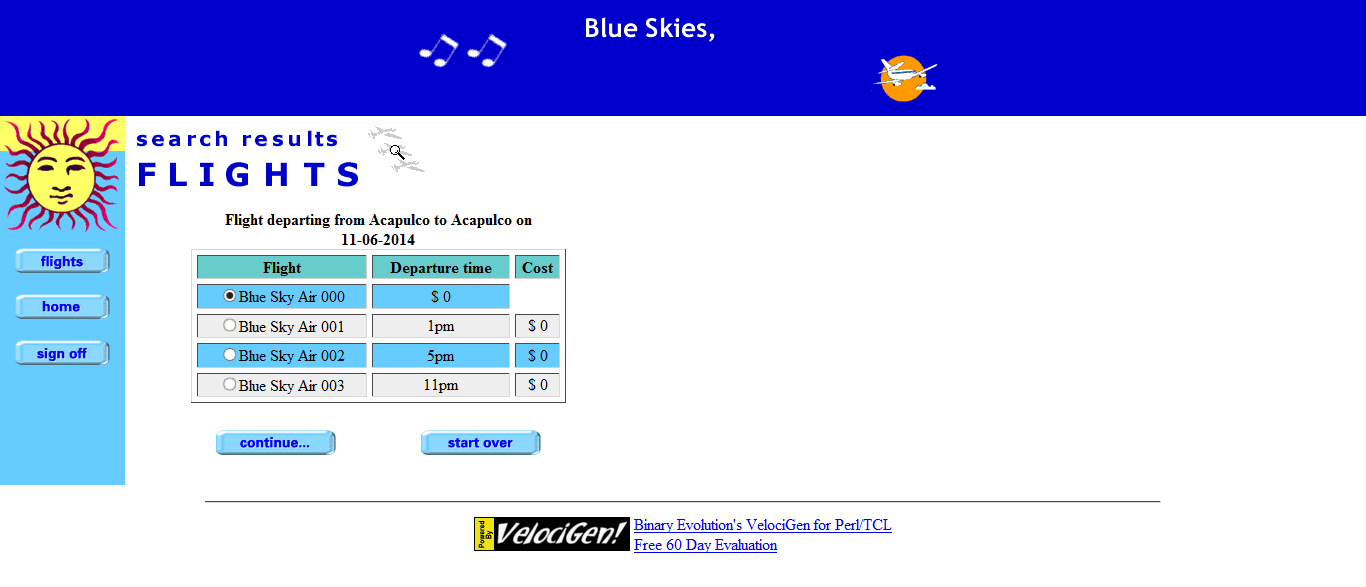 Blue Skies,
search results
FLIGHTS
flights
home
sign off
Flight departing from Acapulco to Acapulco on
11-06-2014
Flight Departure time Cost
Blue Sky Air 000 $ 0
Blue Sky Air 001 1pm $ 0
Blue Sky Air 002 5pm $ 0
Blue Sky Air 003 11pm $ 0
continue... start over
Powered By VelociGen!
Binary Evolution's VelociGen for Perl/TCL
Free 60 Day Evaluation